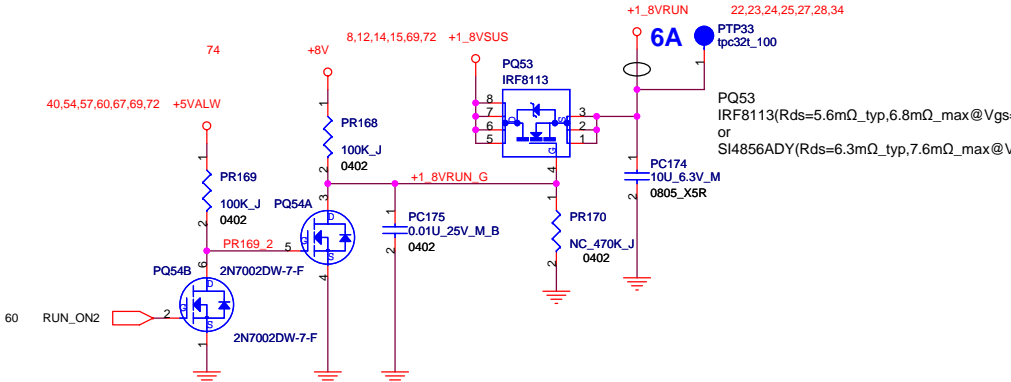 +1_8VRUN 22,23,24,25,27,28,34
6A
PTP33
tpc32t_100
1
74 +8V 8,12,14,15,69,72 +1_8VSUS
PQ53
IRF8113
8
7
6
5
D
S
G
3
2
1
4
PQ53
IRF8113(Rds=5.6mΩ_typ,6.8mΩ_max@Vgs=
or
SI4856ADY(Rds=6.3mΩ_typ,7.6mΩ_max@V
40,54,57,60,67,69,72 +5VALW
1
PR168
100K_J
0402
2
1
PR169
100K_J
0402
2
+1_8VRUN_G
1
PC174
10U_6.3V_M
0805_X5R
2
PQ54A
3
D
G
S
5
4
PR169_2
2N7002DW-7-F
1
PC175
0.01U_25V_M_B
0402
2
1
PR170
NC_470K_J
0402
2
PQ54B
6
D
G
S
2
1
60 RUN_ON2
2N7002DW-7-F